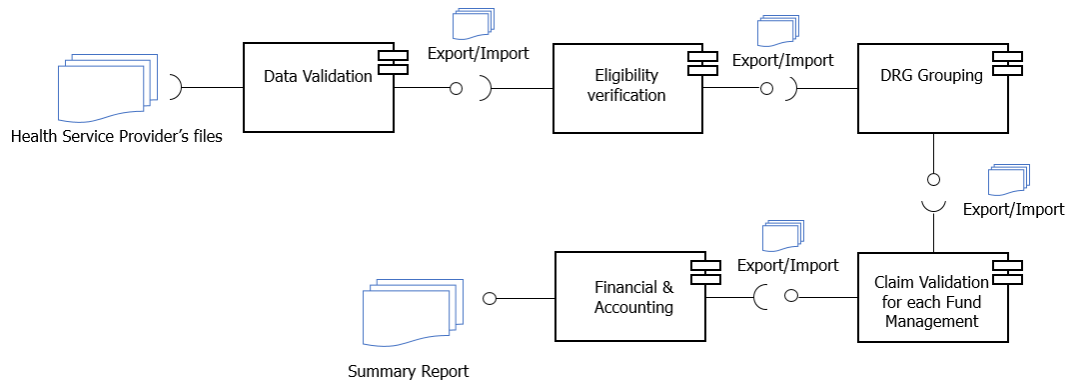 Export/Import
Export/Import
Data Validation
Eligibility
verification
DRG Grouping
Health Service Provider's files
Export/Import
Export/Import
Financial &
Accounting
Claim Validation
for each Fund
Management
Summary Report